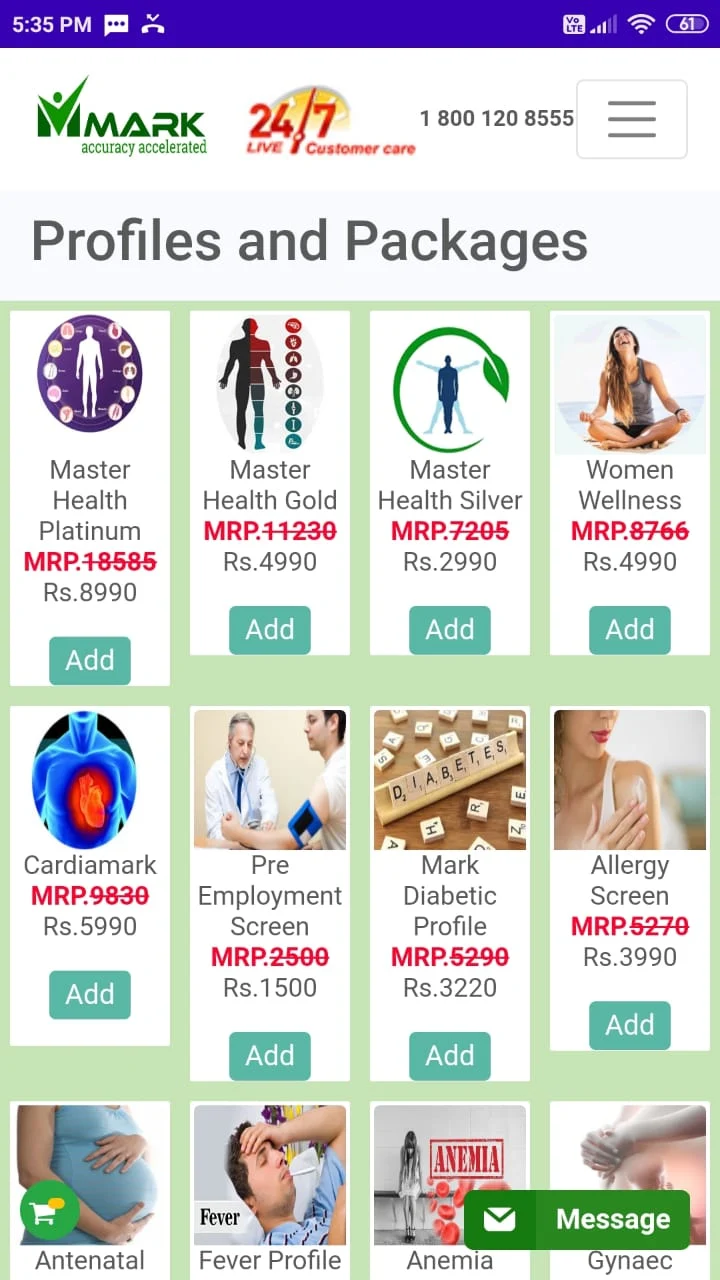 5:35 PM
Vo
LTE
61
MARK
accuracy accelerated
24/7
LIVE Customer care
1 800 120 8555
Profiles and Packages
Master
Health
Platinum
MRP.18585
Rs.8990
Add
Master
Health Gold
MRP.11230
Rs.4990
Add
Master
Health Silver
MRP.7205
Rs.2990
Add
Women
Wellness
MRP.8766
Rs.4990
Add
Cardiamark
MRP.9830
Rs.5990
Add
Pre
Employment
Screen
MRP.2500
Rs.1500
Add
DIABETES
Mark
Diabetic
Profile
MRP.5290
Rs.3220
Add
Allergy
Screen
MRP.5270
Rs.3990
Add
Antenatal
Fever
Fever Profile
ANEMIA
Anemia
Gynaec
Message